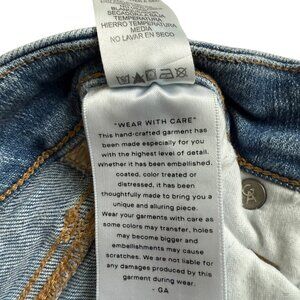 SECADO
TEMPERATURA
HIERRO TEMPERATURA
MEDIA
NO LAVAR EN SECO
"WEAR WITH CARE"
This hand-crafted garment has
been made especially for you
with the highest level of detail.
Whether it has been embellished,
coated, color treated or
distressed, it has been
thoughtfully made to bring you a
unique and alluring piece.
Wear your garments with care as
some colors may transfer, holes
may become bigger and
embellishments may cause
scratches. We are not liable for
any damages produced by this
garment during wear.
- GA